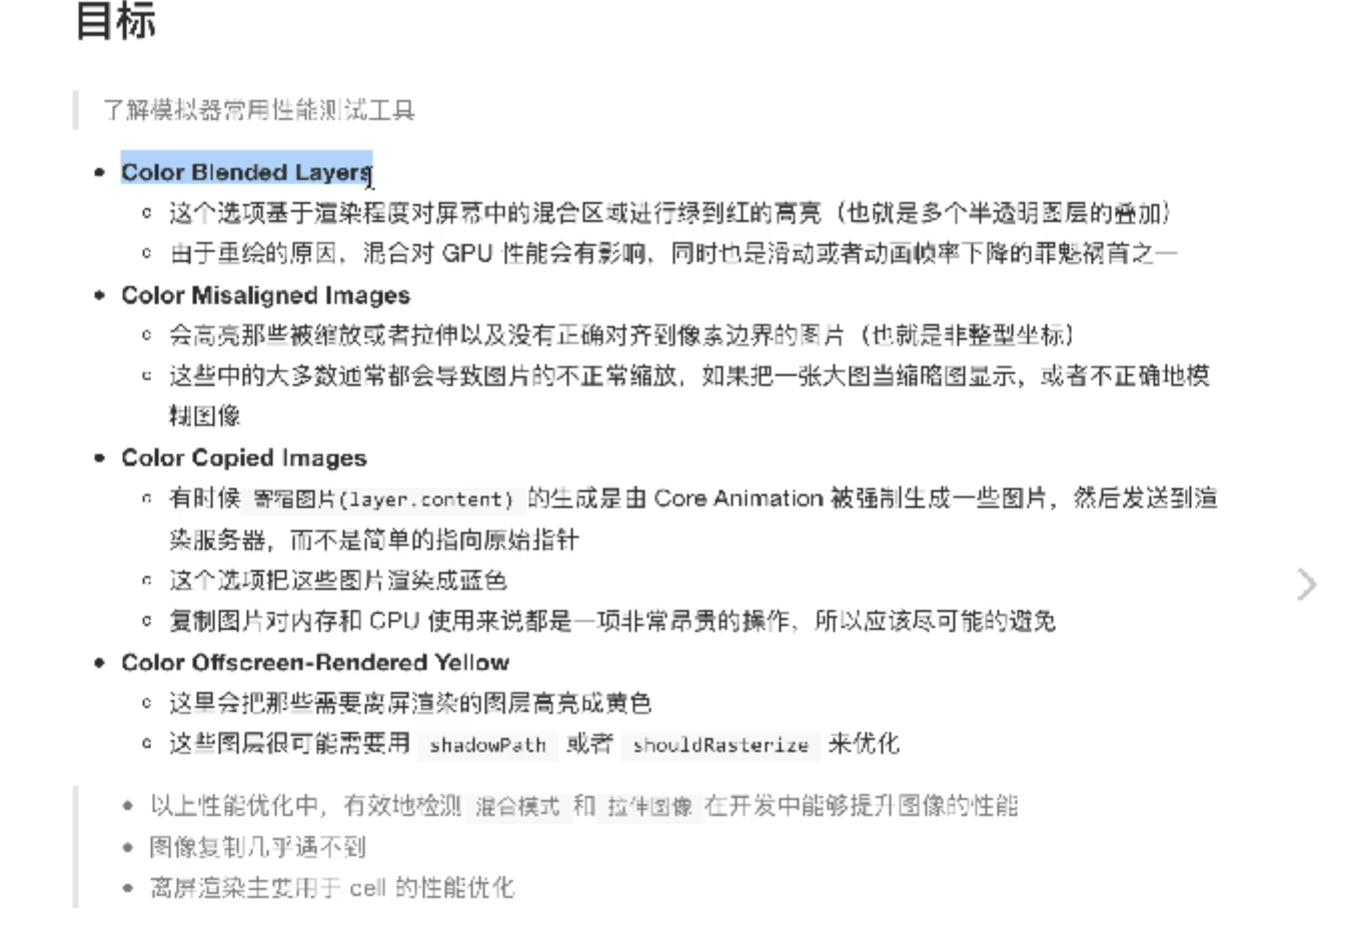 目标
了解模拟器常用性能测试工具
Color Blended Layers
这个选项基于渲染程度对屏幕中的混合区域进行绿到红的高亮（也就是多个半透明图层的叠加）
由于重绘的原因，混合对 GPU 性能会有影响，同时也是滑动或者动画帧率下降的罪魁祸首之一
Color Misaligned Images
会高亮那些被缩放或者拉伸以及没有正确对齐到像素边界的图片（也就是非整型坐标）
这些中的大多数通常都会导致图片的不正常缩放，如果把一张大图当缩略图显示，或者不正确地模
糊图像
Color Copied Images
有时候 寄宿图片(layer.content) 的生成是由 Core Animation 被强制生成一些图片，然后发送到渲
染服务器，而不是简单的指向原始指针
这个选项把这些图片渲染成蓝色
复制图片对内存和 CPU 使用来说都是一项非常昂贵的操作，所以应该尽可能的避免
Color Offscreen-Rendered Yellow
这里会把那些需要离屏渲染的图层高亮成黄色
这些图层很可能需要用 shadowPath 或者 shouldRasterize 来优化
以上性能优化中，有效地检测 混合模式 和 拉伸图像 在开发中能够提升图像的性能
图像复制几乎遇不到
离屏渲染主要用于 cell 的性能优化